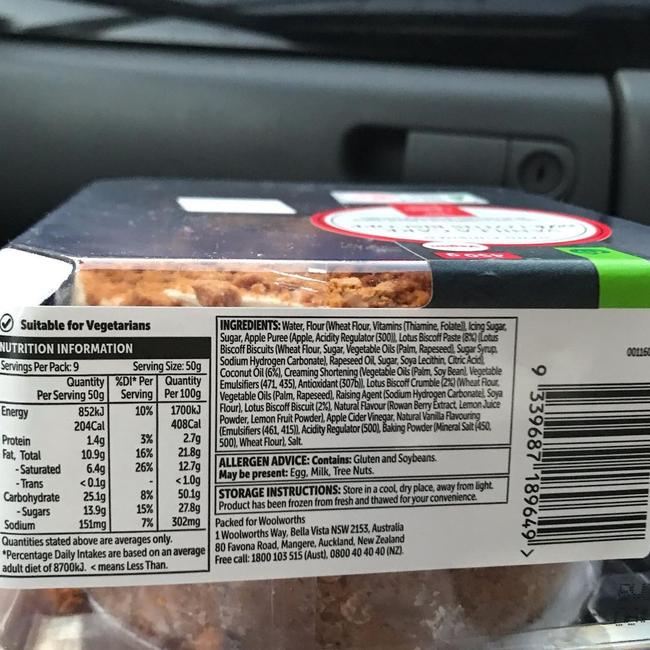 Suitable for Vegetarians
NUTRITION INFORMATION
Servings Per Pack: 9 Serving Size: 50g
Quantity %DI* Per Quantity
Per Serving 50g Serving Per 100g
Energy 852kJ 10% 1700kJ
204Cal 408Cal
Protein 1.4g 3% 2.7g
Fat, Total 10.9g 16% 21.8g
-Saturated 6.4g 26% 12.7g
-Trans <0.1g - <1.0g
Carbohydrate 25.1g 8% 50.1g
-Sugars 13.9g 15% 27.8g
Sodium 151mg 7% 302mg
Quantities stated above are averages only.
*Percentage Daily Intakes are based on an average
adult diet of 8700kJ. < means Less Than.
INGREDIENTS: Water, Flour (Wheat Flour, Vitamins (Thiamine, Folate)), Icing Sugar,
Sugar, Apple Puree (Apple, Acidity Regulator (300)), Lotus Biscoff Paste (8%) (Lotus
Biscoff Biscuits (Wheat Flour, Sugar, Vegetable Oils (Palm, Rapeseed), Sugar Syrup,
Sodium Hydrogen Carbonate), Rapeseed Oil, Sugar, Soya Lecithin, Citric Acid),
Coconut Oil (6%), Creaming Shortening (Vegetable Oils (Palm, Soy Bean), Vegetable
Emulsifiers (471, 435), Antioxidant (307b)), Lotus Biscoff Crumble (2%) (Wheat Flour,
Vegetable Oils (Palm, Rapeseed), Raising Agent (Sodium Hydrogen Carbonate), Soya
Flour), Lotus Biscoff Biscuit (2%), Natural Flavour (Rowan Berry Extract, Lemon Juice
Powder, Lemon Fruit Powder), Apple Cider Vinegar, Natural Vanilla Flavouring
(Emulsifiers (461, 415)), Acidity Regulator (500), Baking Powder (Mineral Salt (450,
500), Wheat Flour), Salt.
ALLERGEN ADVICE: Contains: Gluten and Soybeans.
May be present: Egg, Milk, Tree Nuts.
STORAGE INSTRUCTIONS: Store in a cool, dry place, away from light.
Product has been frozen from fresh and thawed for your convenience.
Packed for Woolworths
1 Woolworths Way, Bella Vista NSW 2153, Australia
80 Favona Road, Mangere, Auckland, New Zealand
Free call: 1800 103 515 (Aust), 0800 40 40 40 (NZ).
450g
9 339687 189649 >